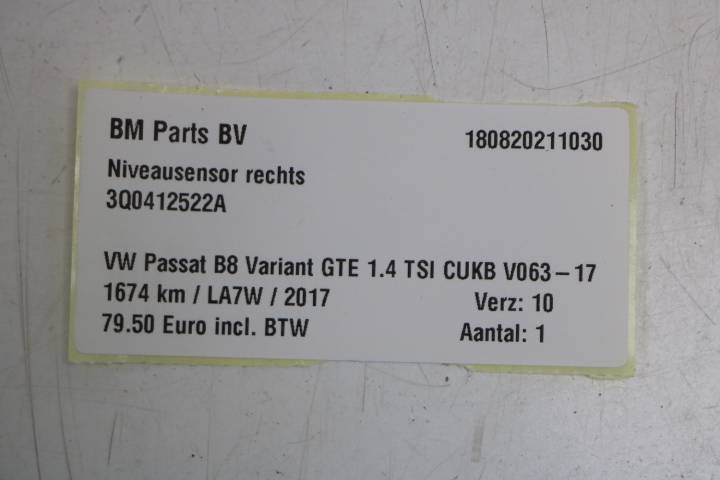 BM Parts BV 180820211030
Niveausensor rechts
3Q0412522A
VW Passat B8 Variant GTE 1.4 TSI CUKB V063-17
1674 km / LA7W / 2017 Verz: 10
79.50 Euro incl. BTW Aantal: 1